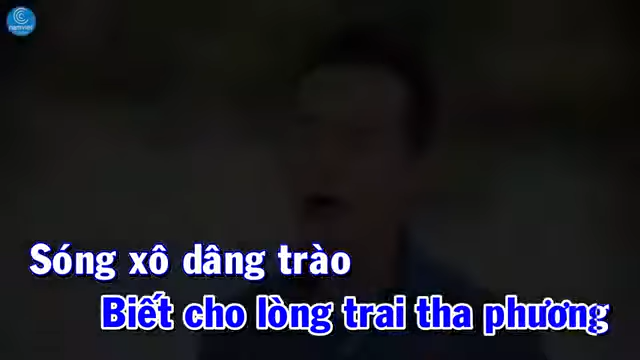 Sóng xô dâng trào
Biết cho lòng trai tha phương